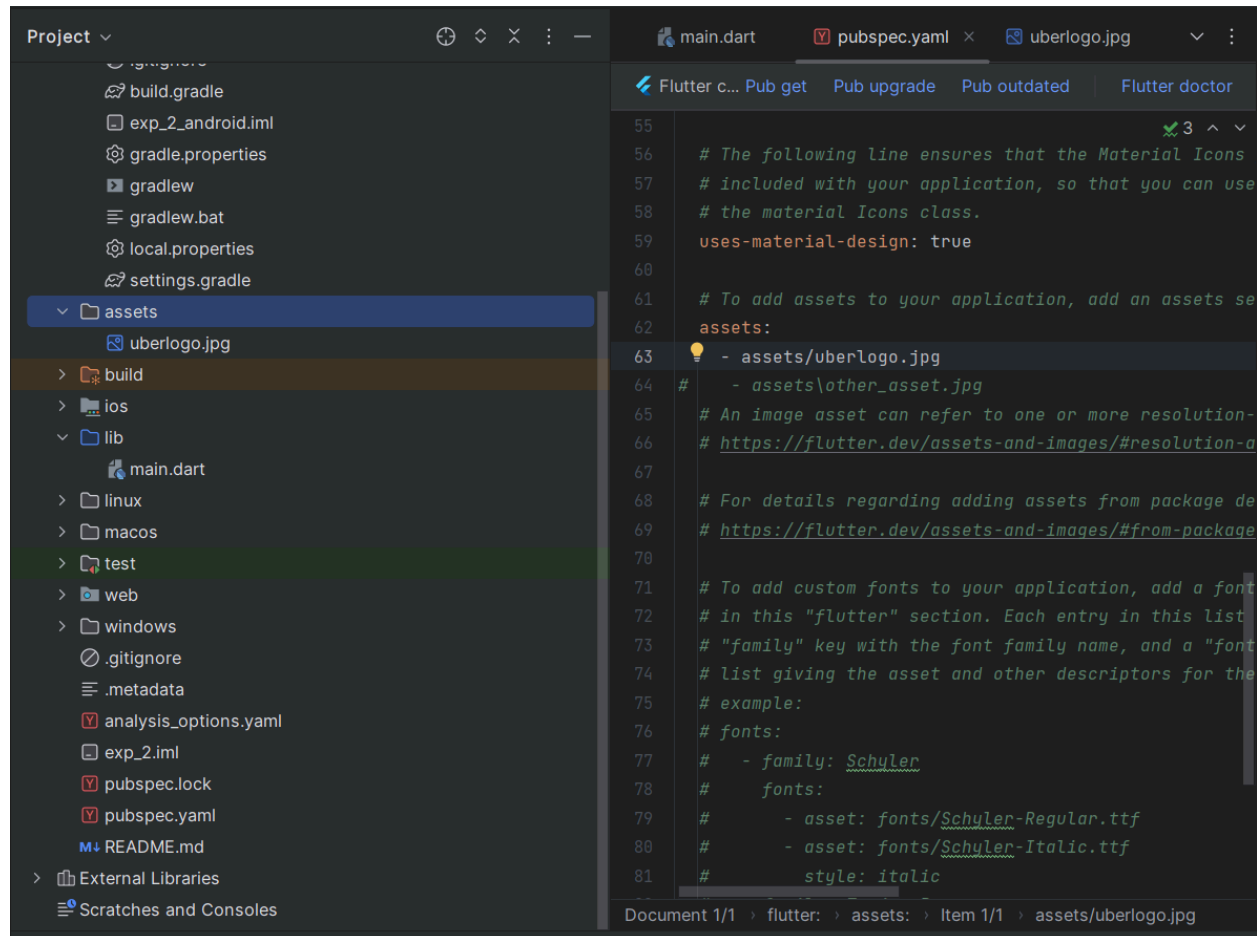 Project
build.gradle
exp_2_android.iml
gradle.properties
gradlew
gradlew.bat
local.properties
settings.gradle
assets
uberlogo.jpg
build
ios
lib
main.dart
linux
macos
test
web
windows
.gitignore
.metadata
analysis_options.yaml
exp_2.iml
pubspec.lock
pubspec.yaml
M↓ README.md
External Libraries
Scratches and Consoles
main.dart pubspec.yaml uberlogo.jpg
Flutter c... Pub get Pub upgrade Pub outdated Flutter doctor
3
55
56 # The following line ensures that the Material Icons
57 # included with your application, so that you can use
58 # the material Icons class.
59 uses-material-design: true
60
61 # To add assets to your application, add an assets se
62 assets:
63 - assets/uberlogo.jpg
64 # - assets\other_asset.jpg
65 # An image asset can refer to one or more resolution-
66 # https://flutter.dev/assets-and-images/#resolution-a
67
68 # For details regarding adding assets from package de
69 # https://flutter.dev/assets-and-images/#from-package
70
71 # To add custom fonts to your application, add a font
72 # in this "flutter" section. Each entry in this list
73 # "family" key with the font family name, and a "font
74 # list giving the asset and other descriptors for the
75 # example:
76 # fonts:
77 # - family: Schyler
78 # fonts:
79 # - asset: fonts/Schyler-Regular.ttf
80 # - asset: fonts/Schyler-Italic.ttf
81 # style: italic
Document 1/1 › flutter: › assets: › Item 1/1 › assets/uberlogo.jpg